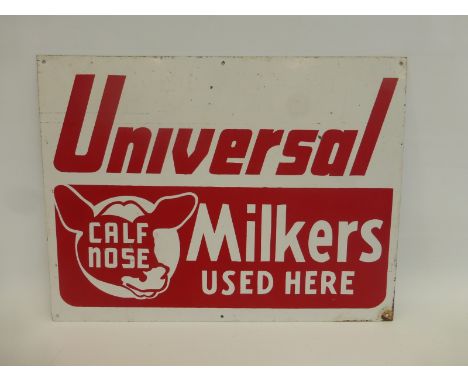 Universal
CALF
NOSE
Milkers
USED HERE